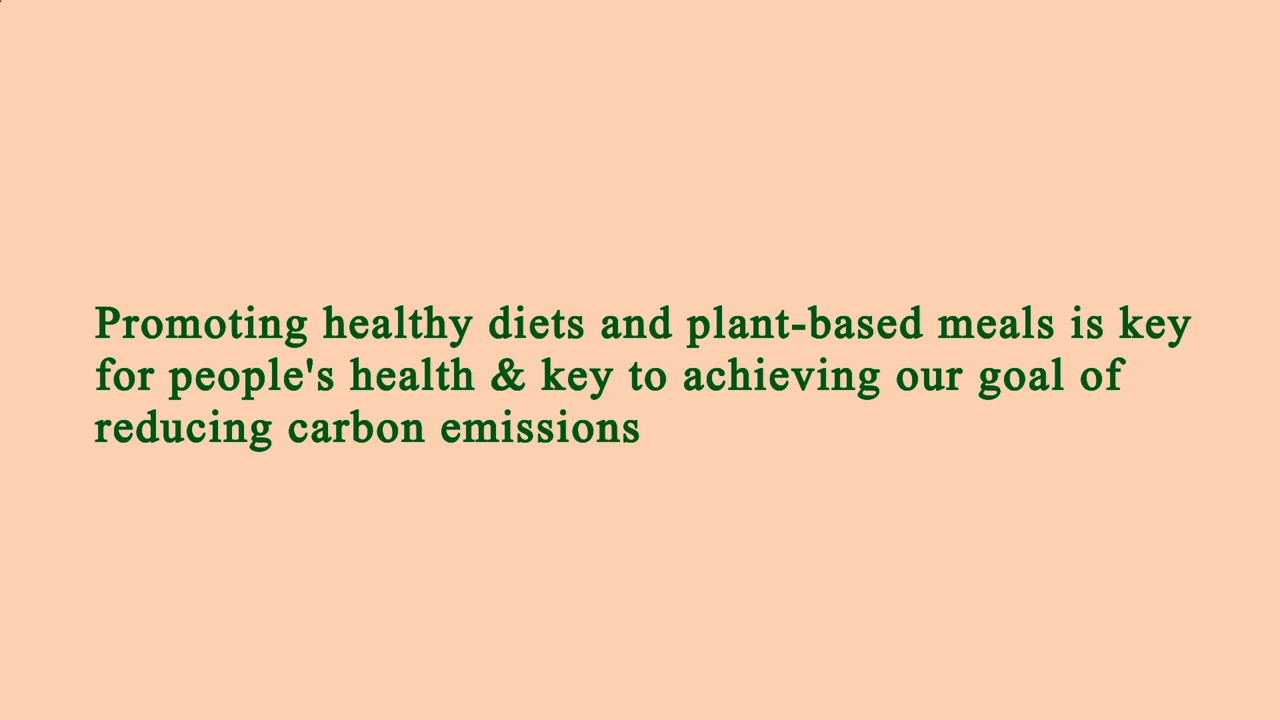 Promoting healthy diets and plant-based meals is key
for people's health & key to achieving our goal of
reducing carbon emissions